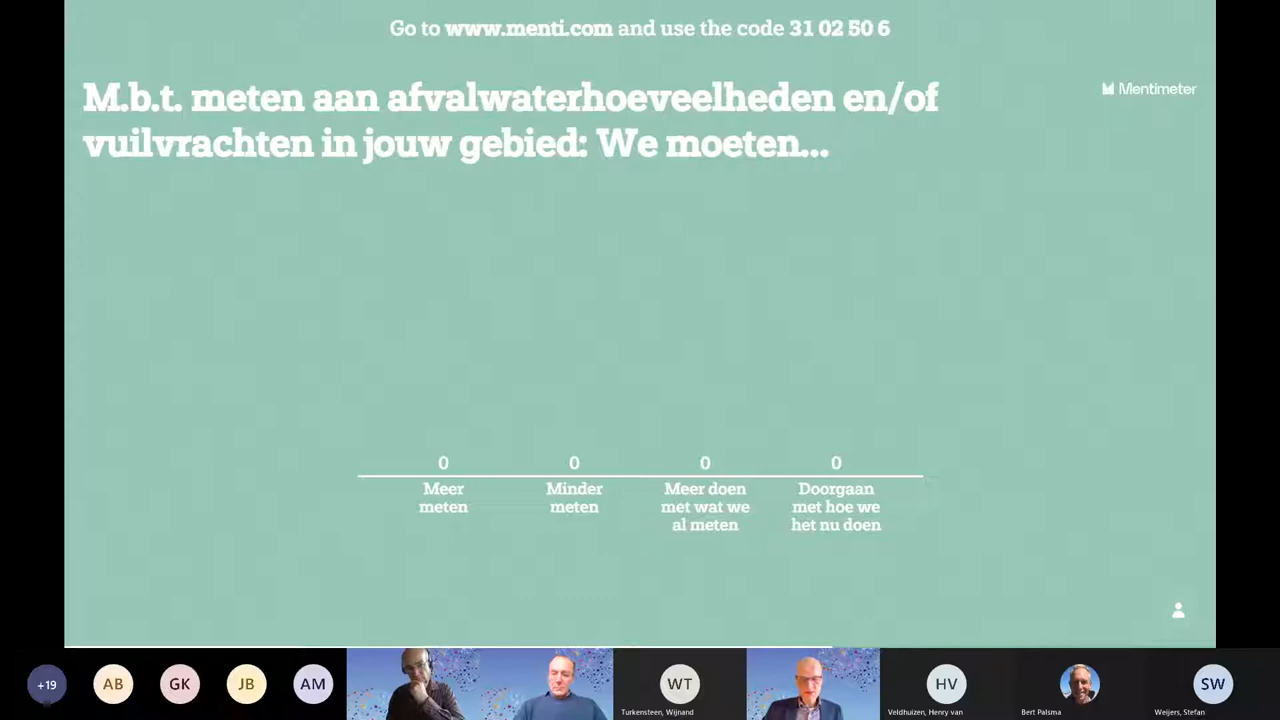 Go to www.menti.com and use the code 31 02 50 6
M.b.t. meten aan afvalwaterhoeveelheden en/of
vuilvrachten in jouw gebied: We moeten...
Mentimeter
0
0
0
0
Meer
meten
Minder
meten
Meer doen
met wat we
al meten
Doorgaan
met hoe we
het nu doen
+19
AB
GK
JB
AM
WT
Turkensteen, Wijnand
HV
Veldhuizen, Henry van
Bert Palsma
SW
Weijers, Stefan